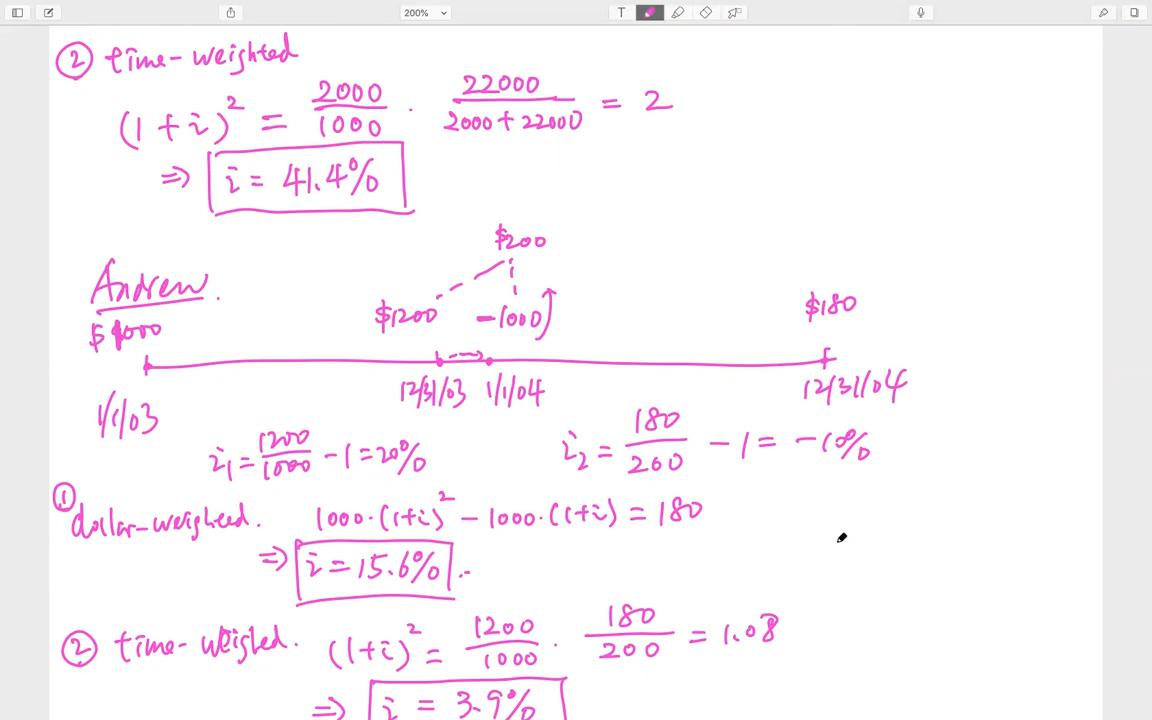 200%
② time-weighted
(1+i)^2 = 2000/1000 · 22000/(2000+22000) = 2
⇒ i = 41.4%
$200
Andrew.
$1000 $1200 -1000 $180
1/1/03 12/31/03 1/1/04 12/31/04
i₁ = 1200/1000 - 1 = 20% i₂ = 180/200 - 1 = -10%
① dollar-weighted. 1000·(1+i)^2 - 1000·(1+i) = 180
⇒ i = 15.6%.
② time-weighed. (1+i)^2 = 1200/1000 · 180/200 = 1.08
⇒ i = 3.9%